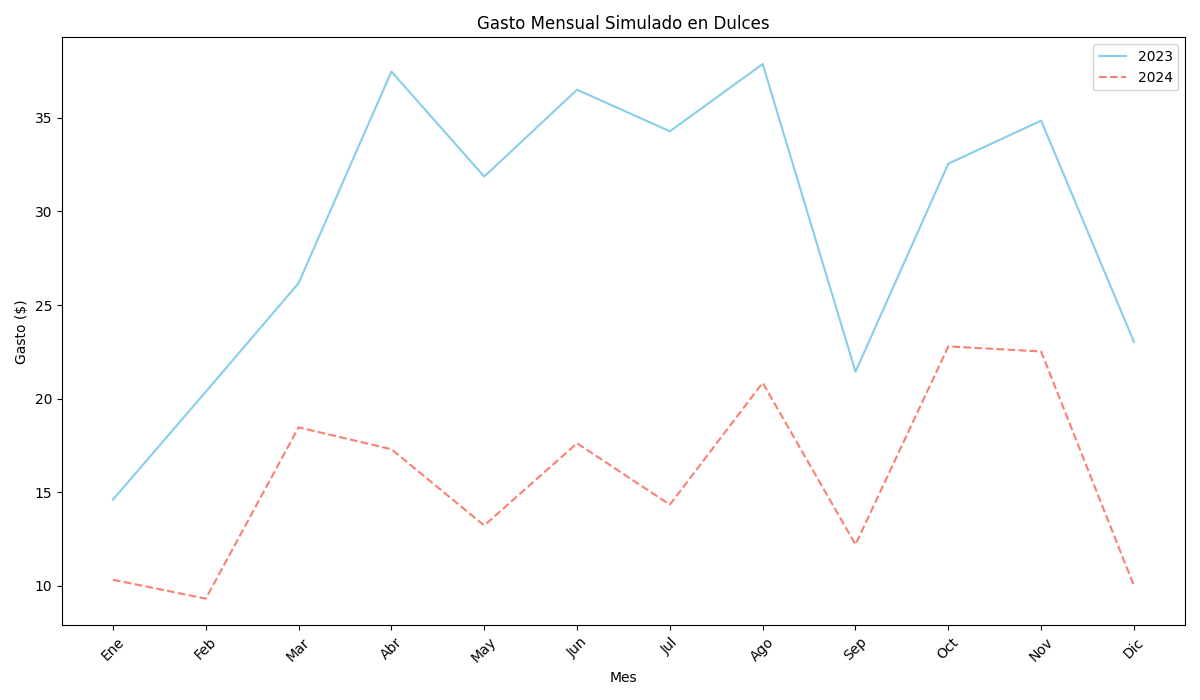 Gasto Mensual Simulado en Dulces
2023
2024
Gasto ($)
35
30
25
20
15
10
Ene
Feb
Mar
Abr
May
Jun
Jul
Ago
Sep
Oct
Nov
Dic
Mes